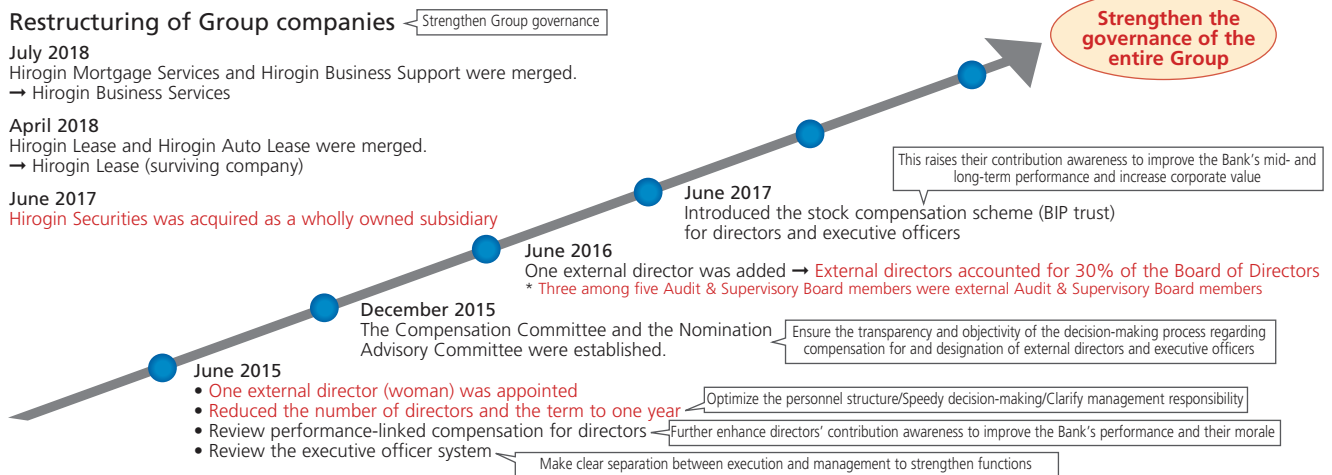 Restructuring of Group companies
Strengthen Group governance
July 2018
Hirogin Mortgage Services and Hirogin Business Support were merged.
→ Hirogin Business Services
April 2018
Hirogin Lease and Hirogin Auto Lease were merged.
→ Hirogin Lease (surviving company)
June 2017
Hirogin Securities was acquired as a wholly owned subsidiary
Strengthen the
governance of the
entire Group
This raises their contribution awareness to improve the Bank's mid- and
long-term performance and increase corporate value
June 2017
Introduced the stock compensation scheme (BIP trust)
for directors and executive officers
June 2016
One external director was added → External directors accounted for 30% of the Board of Directors
* Three among five Audit & Supervisory Board members were external Audit & Supervisory Board members
December 2015
The Compensation Committee and the Nomination
Advisory Committee were established.
Ensure the transparency and objectivity of the decision-making process regarding
compensation for and designation of external directors and executive officers
June 2015
• One external director (woman) was appointed
• Reduced the number of directors and the term to one year
Optimize the personnel structure/Speedy decision-making/Clarify management responsibility
• Review performance-linked compensation for directors
Further enhance directors' contribution awareness to improve the Bank's performance and their morale
• Review the executive officer system
Make clear separation between execution and management to strengthen functions